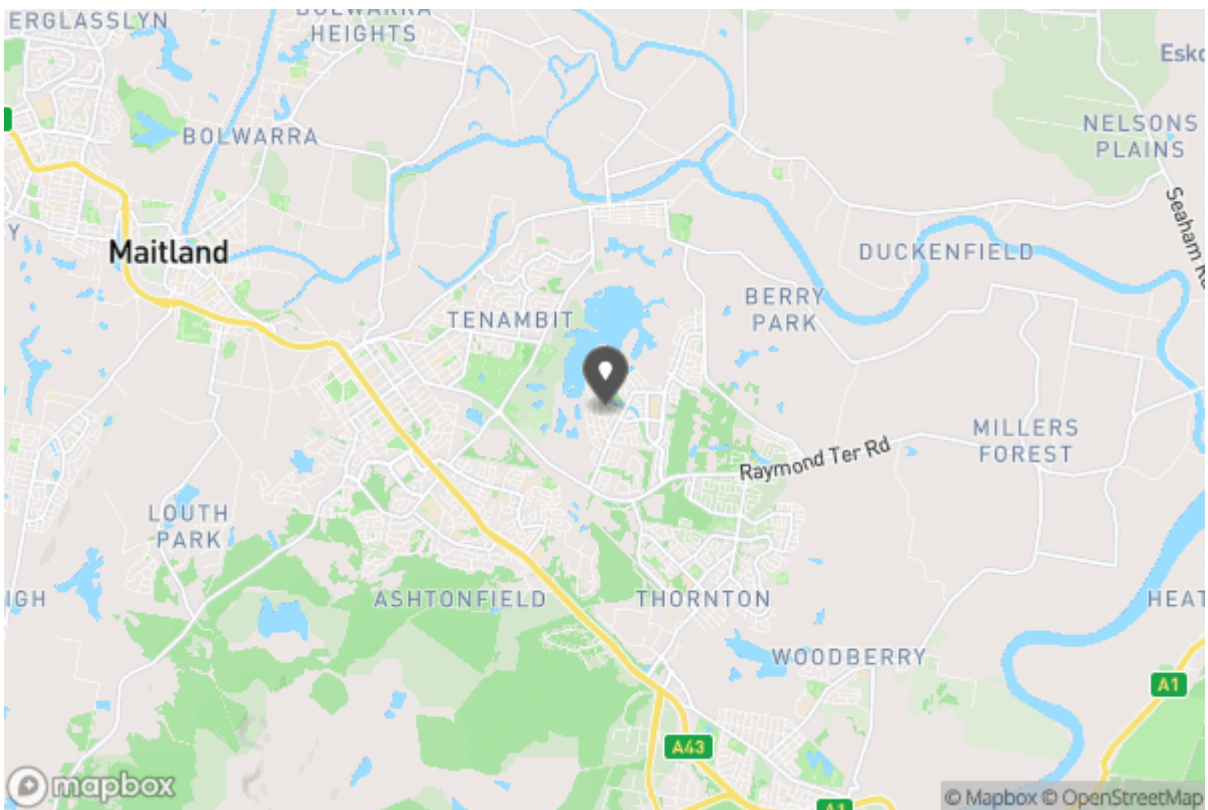 ERGLASSLYN
BOLWARRA
HEIGHTS
Esko
NELSONS
PLAINS
BOLWARRA
Seaham R
Y
Maitland
DUCKENFIELD
BERRY
PARK
TENAMBIT
MILLERS
FOREST
Raymond Ter Rd
LOUTH
PARK
IGH
ASHTONFIELD
THORNTON
HEAT
WOODBERRY
A1
A43
mapbox
© Mapbox © OpenStreetMap
A1